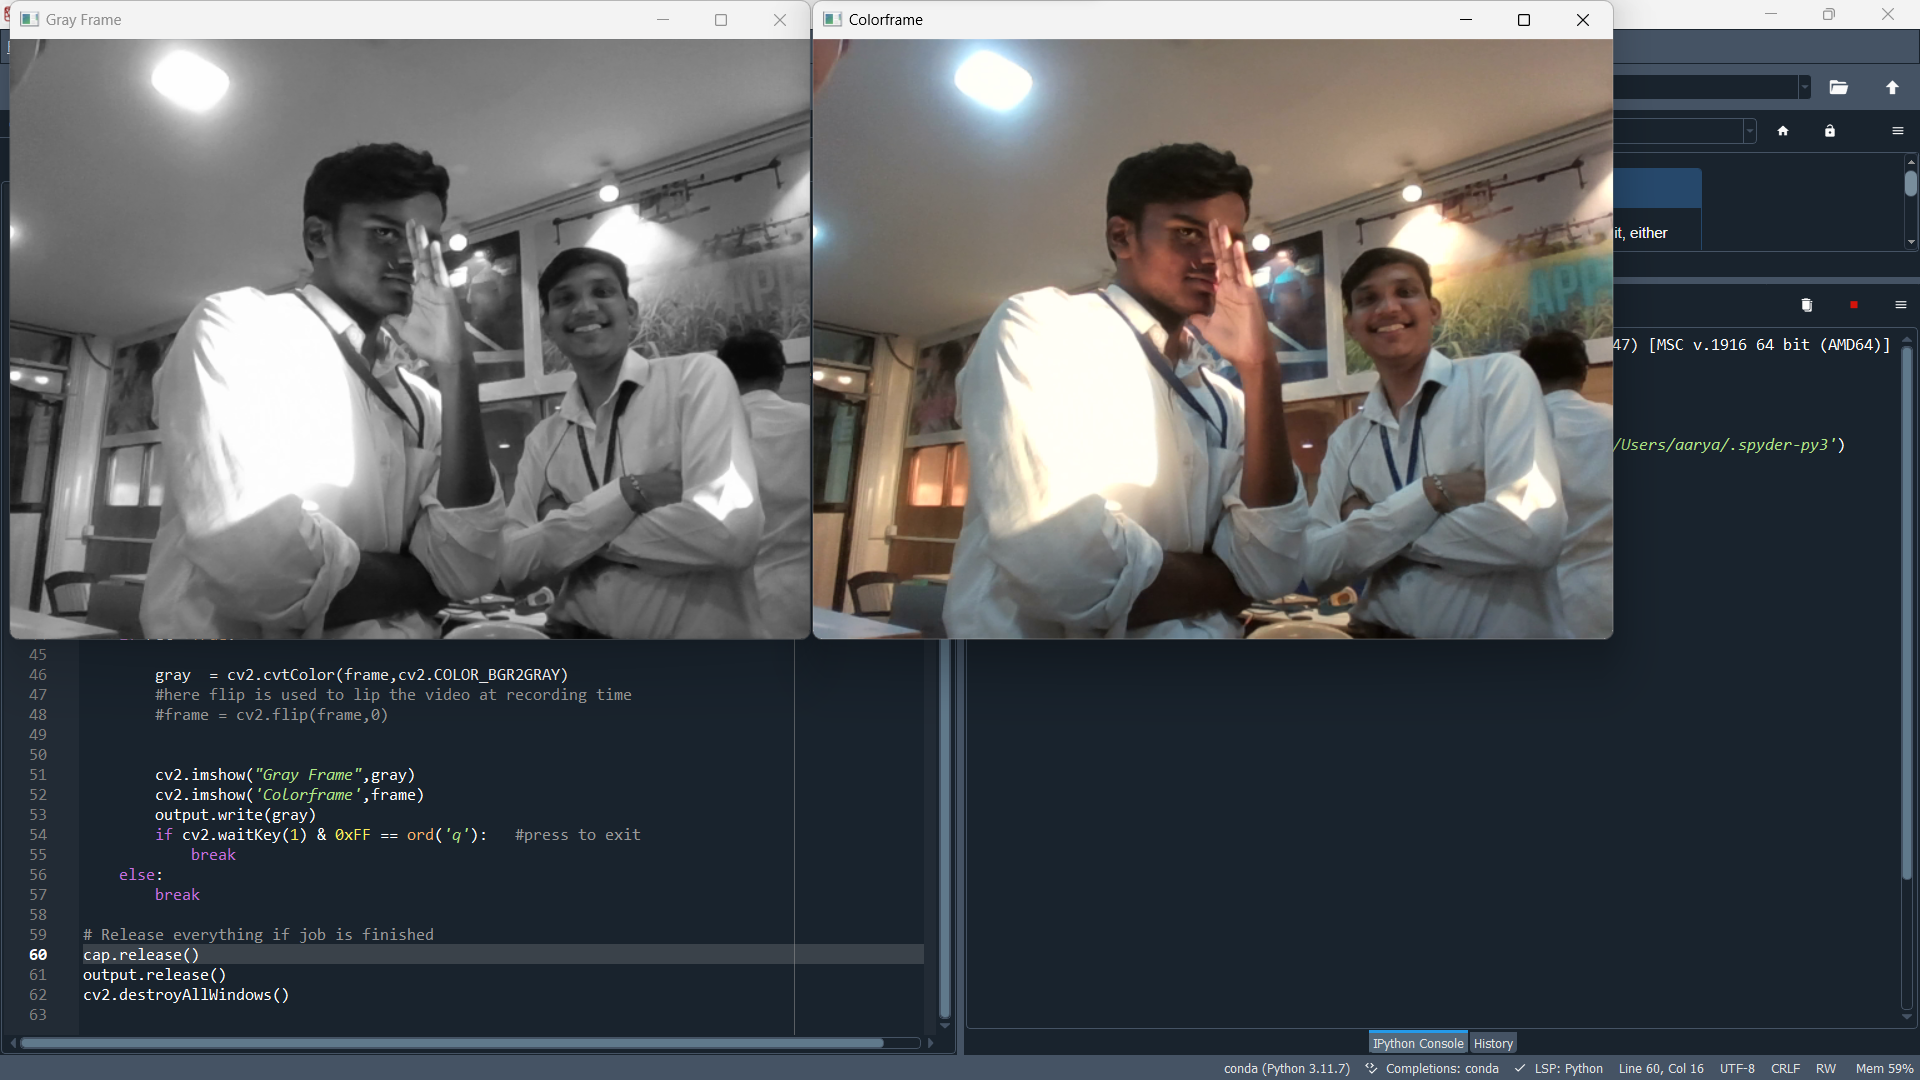 Gray Frame
Colorframe
APP
APP
it, either
47) [MSC v.1916 64 bit (AMD64)]
/Users/aarya/.spyder-py3')
45
46 gray = cv2.cvtColor(frame,cv2.COLOR_BGR2GRAY)
47 #here flip is used to lip the video at recording time
48 #frame = cv2.flip(frame,0)
49
50
51 cv2.imshow("Gray Frame",gray)
52 cv2.imshow('Colorframe',frame)
53 output.write(gray)
54 if cv2.waitKey(1) & 0xFF == ord('q'): #press to exit
55 break
56 else:
57 break
58
59 # Release everything if job is finished
60 cap.release()
61 output.release()
62 cv2.destroyAllWindows()
63
IPython Console History
conda (Python 3.11.7) Completions: conda LSP: Python Line 60, Col 16 UTF-8 CRLF RW Mem 59%